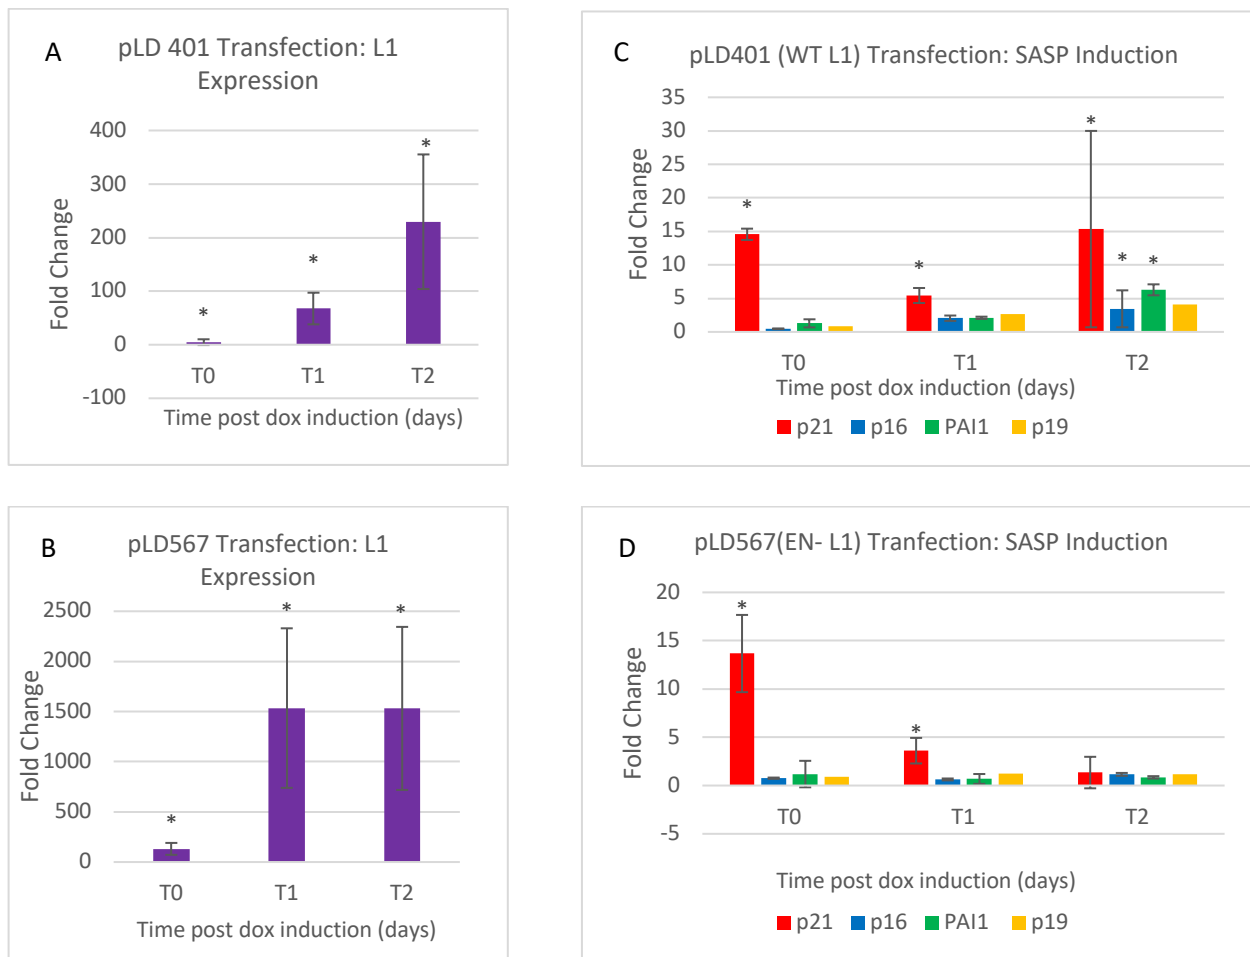 A
pLD 401 Transfection: L1
Expression
Fold Change
400
*
300
200
*
100
*
0
T0 T1 T2
-100
Time post dox induction (days)
C
pLD401 (WT L1) Transfection: SASP Induction
Fold Change
35
*
30
25
20
*
15
* * *
10
5
0
T0 T1 T2
Time post dox induction (days)
p21 p16 PAI1 p19
B
pLD567 Transfection: L1
Expression
Fold Change
2500
* *
2000
1500
1000
500
*
0
T0 T1 T2
Time post dox induction (days)
D
pLD567(EN- L1) Tranfection: SASP Induction
Fold Change
20
*
15
10
*
5
0
T0 T1 T2
-5
Time post dox induction (days)
p21 p16 PAI1 p19